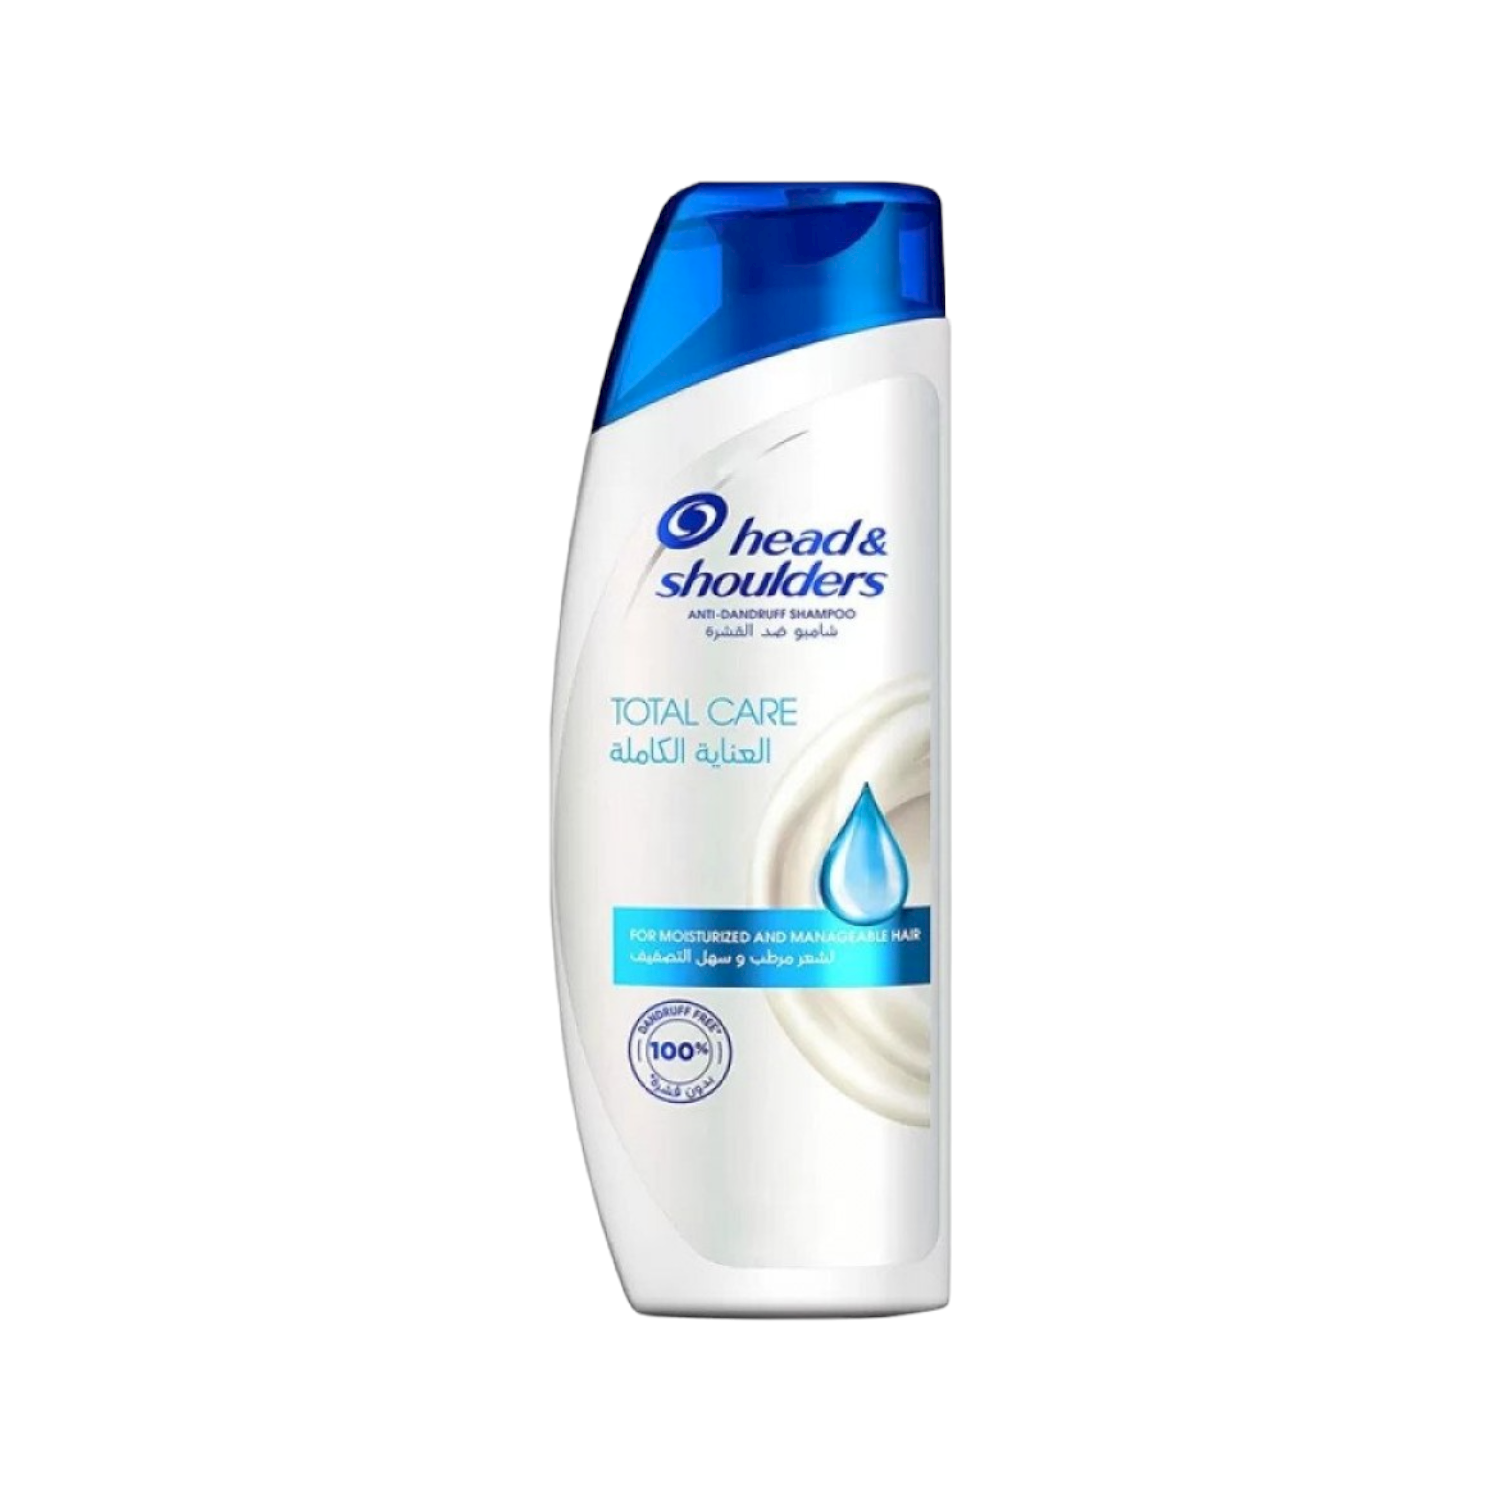 head &
shoulders
ANTI-DANDRUFF SHAMPOO
شامبو ضد القشرة
TOTAL CARE
العناية الكاملة
FOR MOISTURIZED AND MANAGEABLE HAIR
لشعر مرطب و سهل التصفيف
DANDRUFF FREE*
100%
بدون قشرة*